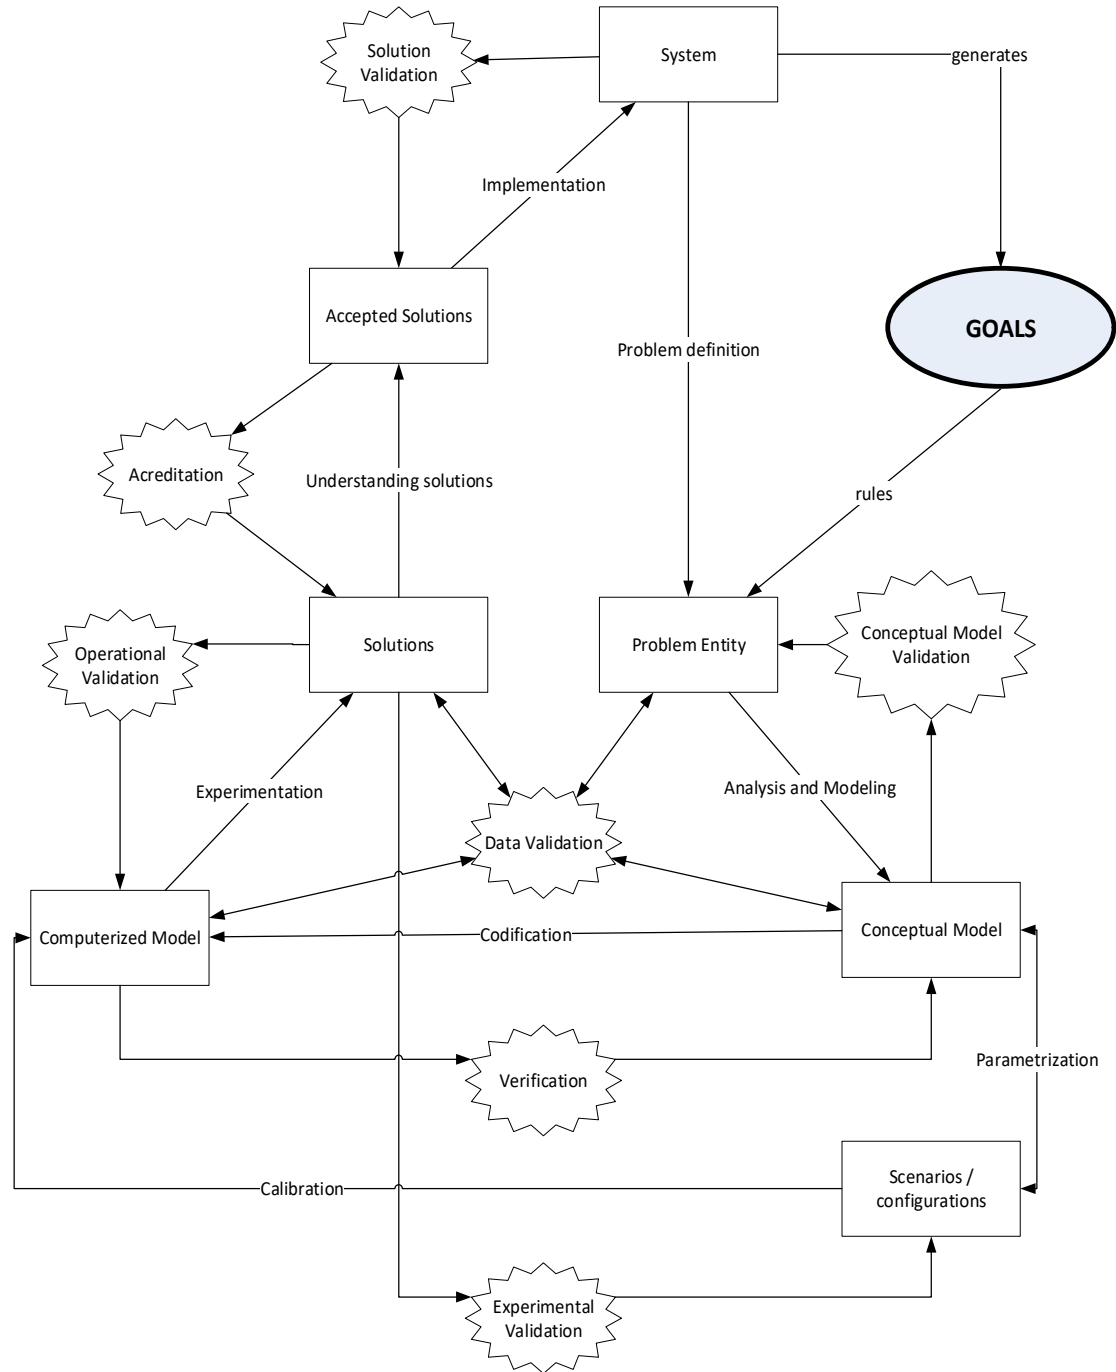 Solution
Validation
System
generates
Implementation
Accepted Solutions
GOALS
Problem definition
Acreditation
Understanding solutions
rules
Operational
Validation
Solutions
Problem Entity
Conceptual Model
Validation
Experimentation
Analysis and Modeling
Data Validation
Computerized Model
Codification
Conceptual Model
Verification
Parametrization
Calibration
Scenarios /
configurations
Experimental
Validation